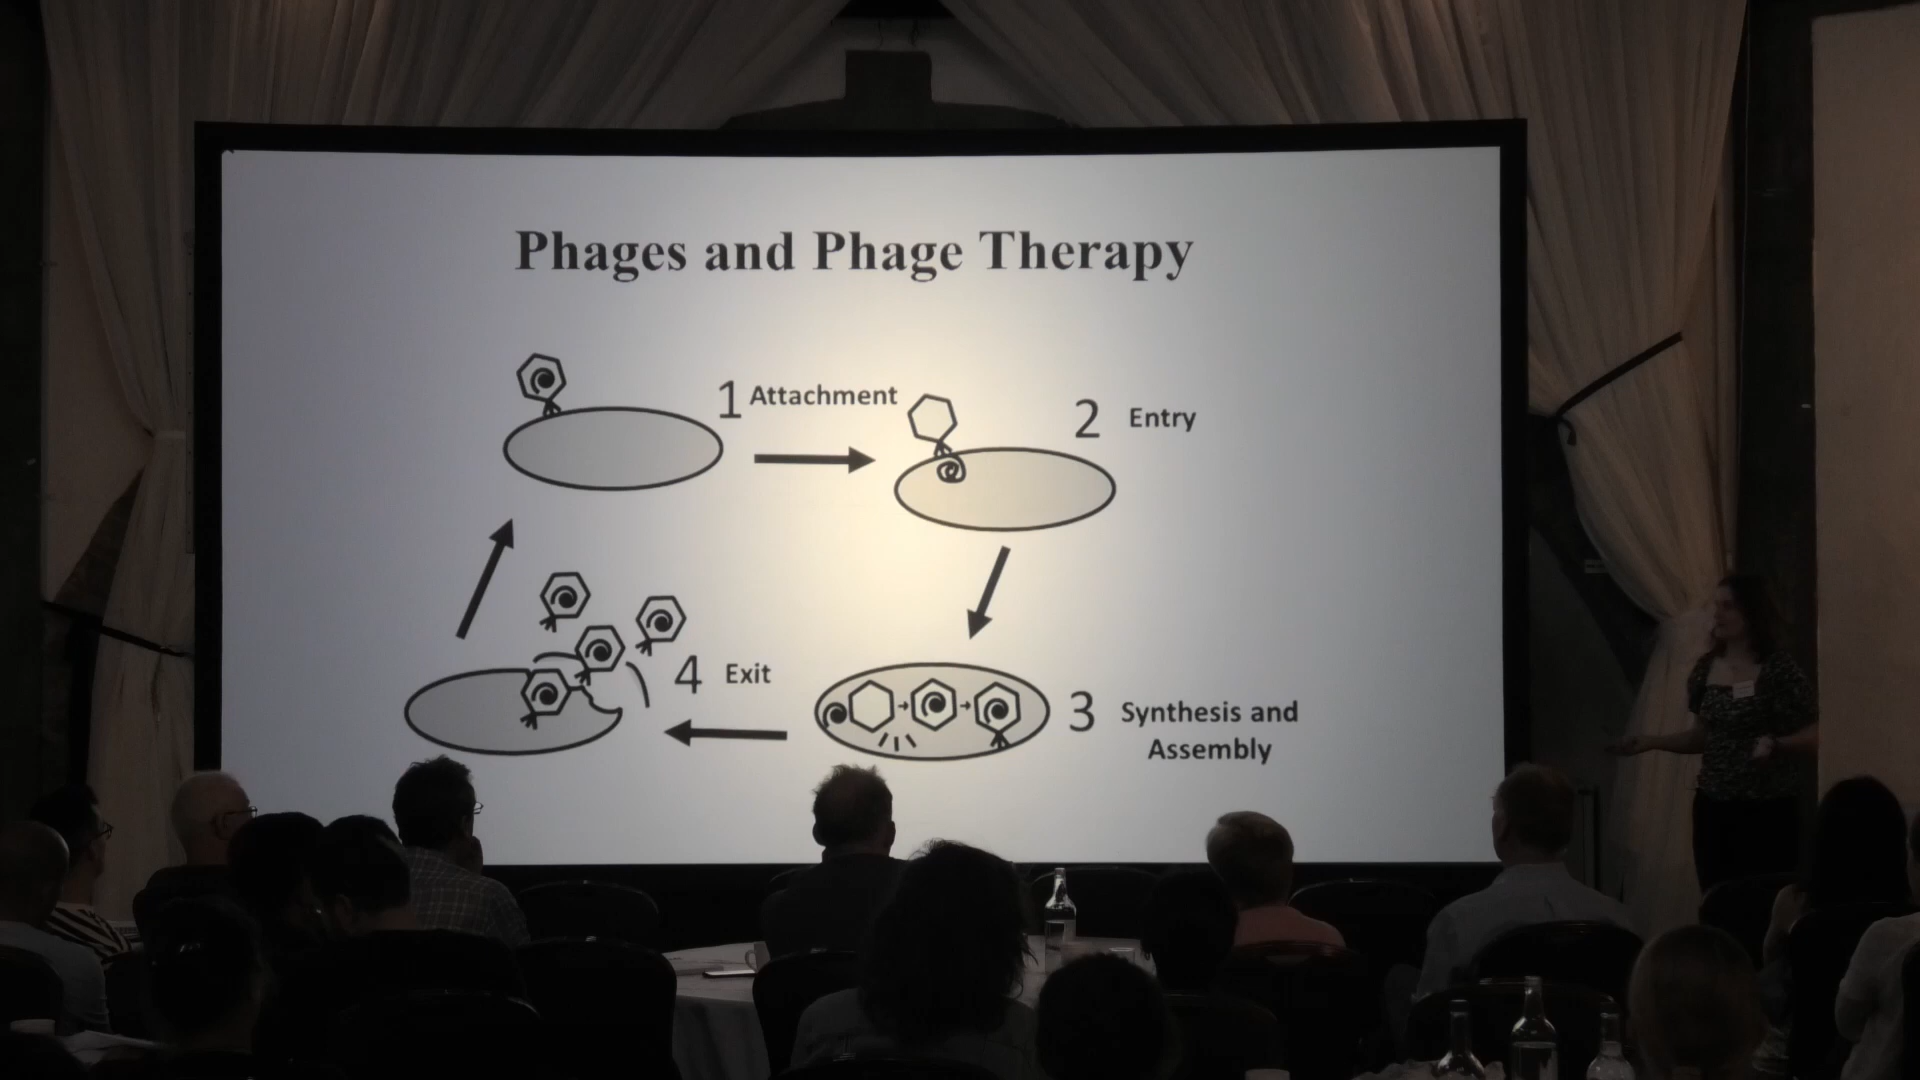 Phages and Phage Therapy
1 Attachment
2 Entry
3 Synthesis and
Assembly
4 Exit